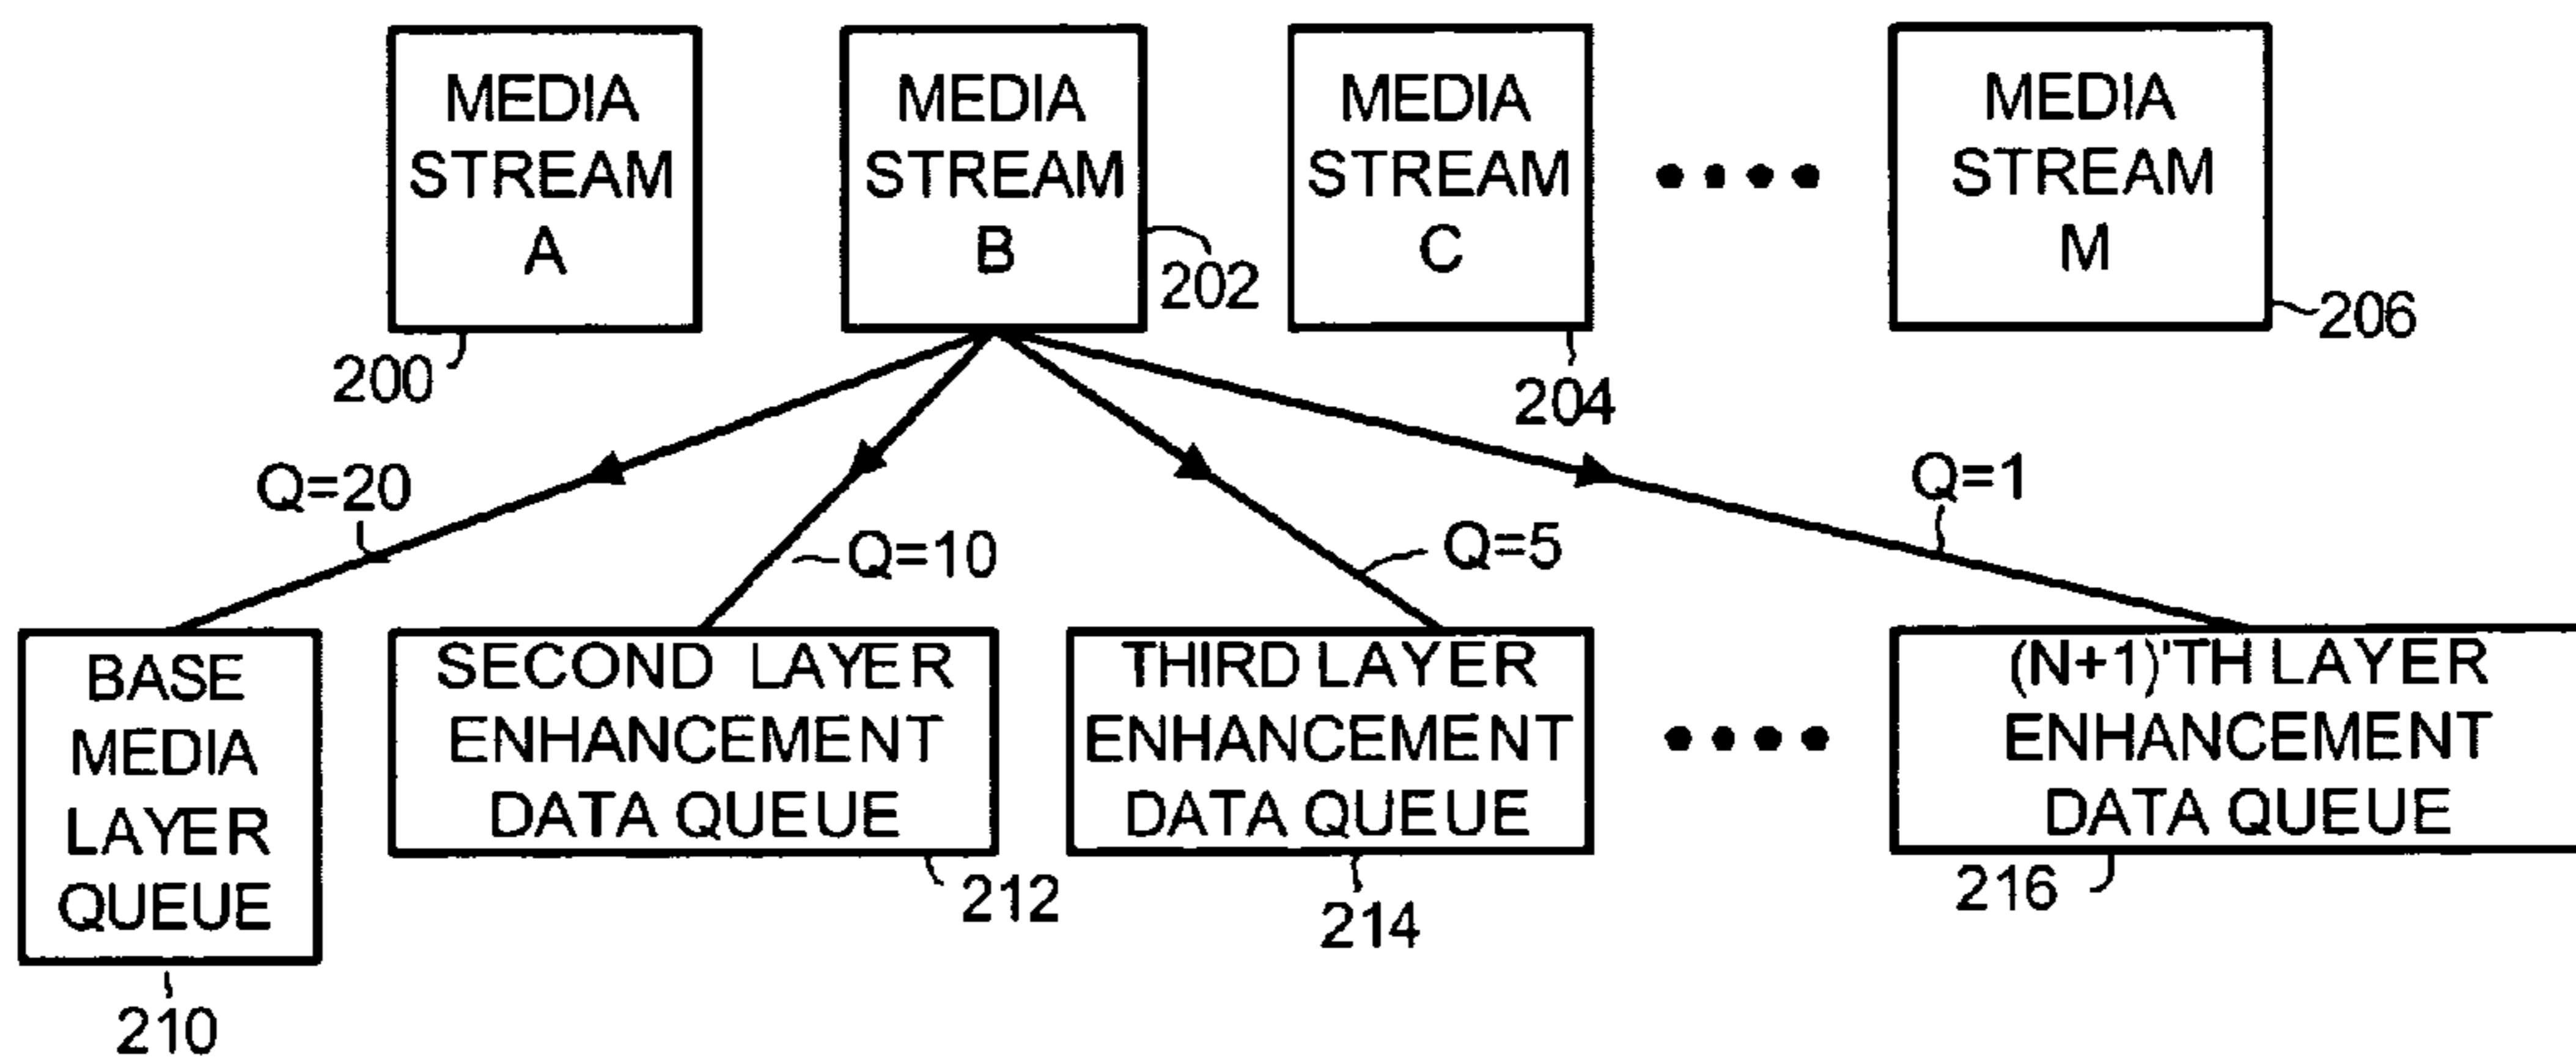 MEDIA
STREAM
A
200
MEDIA
STREAM
B
202
MEDIA
STREAM
C
204
MEDIA
STREAM
M
206
Q=20
Q=10
Q=5
Q=1
BASE
MEDIA
LAYER
QUEUE
210
SECOND LAYER
ENHANCEMENT
DATA QUEUE
212
THIRD LAYER
ENHANCEMENT
DATA QUEUE
214
(N+1)'TH LAYER
ENHANCEMENT
DATA QUEUE
216